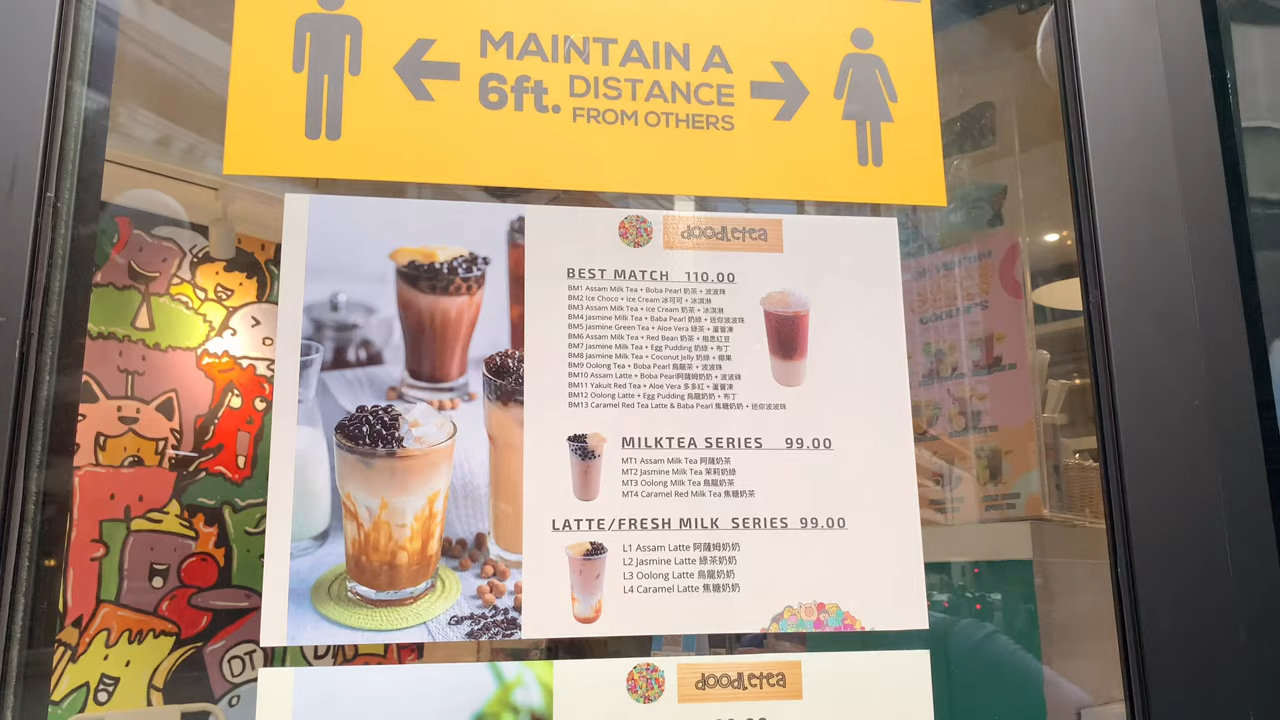 MAINTAIN A
6ft. DISTANCE
FROM OTHERS
doodletea
BEST MATCH 110.00
BM1 Assam Milk Tea + Boba Pearl 奶茶 + 波波珠
BM2 Ice Choco + Ice Cream 冰可可 + 冰淇淋
BM3 Assam Milk Tea + Ice Cream 奶茶 + 冰淇淋
BM4 Jasmine Milk Tea + Baba Pearl 奶綠 + 迷你波波珠
BM5 Jasmine Green Tea + Aloe Vera 綠茶 + 蘆薈凍
BM6 Assam Milk Tea + Red Bean 奶茶 + 相思紅豆
BM7 Jasmine Milk Tea + Egg Pudding 奶綠 + 布丁
BM8 Jasmine Milk Tea + Coconut Jelly 奶綠 + 椰果
BM9 Oolong Tea + Boba Pearl 烏龍茶 + 波波珠
BM10 Assam Latte + Boba Pearl阿薩姆奶奶 + 波波珠
BM11 Yakult Red Tea + Aloe Vera 多多紅 + 蘆薈凍
BM12 Oolong Latte + Egg Pudding 烏龍奶奶 + 布丁
BM13 Caramel Red Tea Latte & Baba Pearl 焦糖奶奶 + 迷你波波珠
MILKTEA SERIES 99.00
MT1 Assam Milk Tea 阿薩奶茶
MT2 Jasmine Milk Tea 茉莉奶綠
MT3 Oolong Milk Tea 烏龍奶茶
MT4 Caramel Red Milk Tea 焦糖奶茶
LATTE/FRESH MILK SERIES 99.00
L1 Assam Latte 阿薩姆奶奶
L2 Jasmine Latte 綠茶奶奶
L3 Oolong Latte 烏龍奶奶
L4 Caramel Latte 焦糖奶奶
DT
doodletea